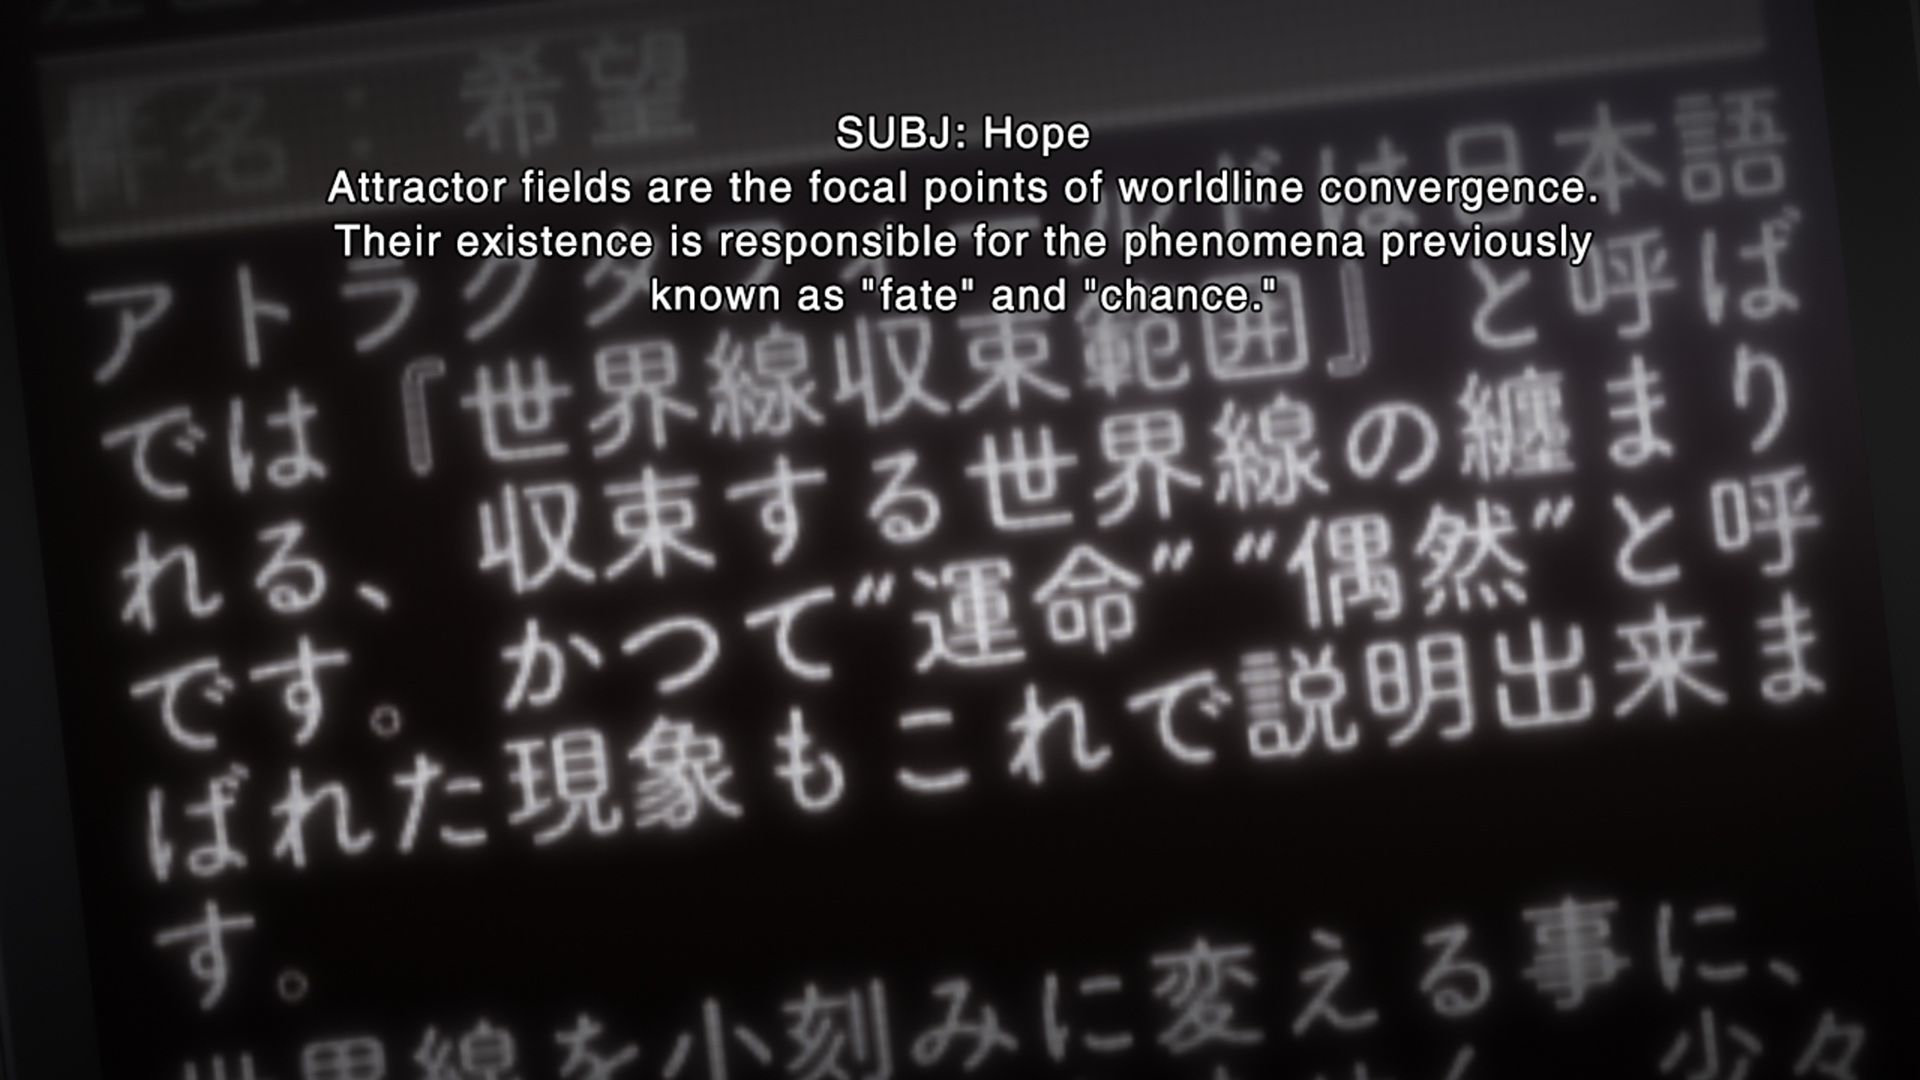 件名：希望
SUBJ: Hope
Attractor fields are the focal points of worldline convergence.
Their existence is responsible for the phenomena previously
known as "fate" and "chance."
アトラクタフィールドは日本語
では『世界線収束範囲』と呼ば
れる、収束する世界線の纏まり
です。かつて“運命”“偶然”と呼
ばれた現象もこれで説明出来ま
す。
世界線を小刻みに変える事に、
少々